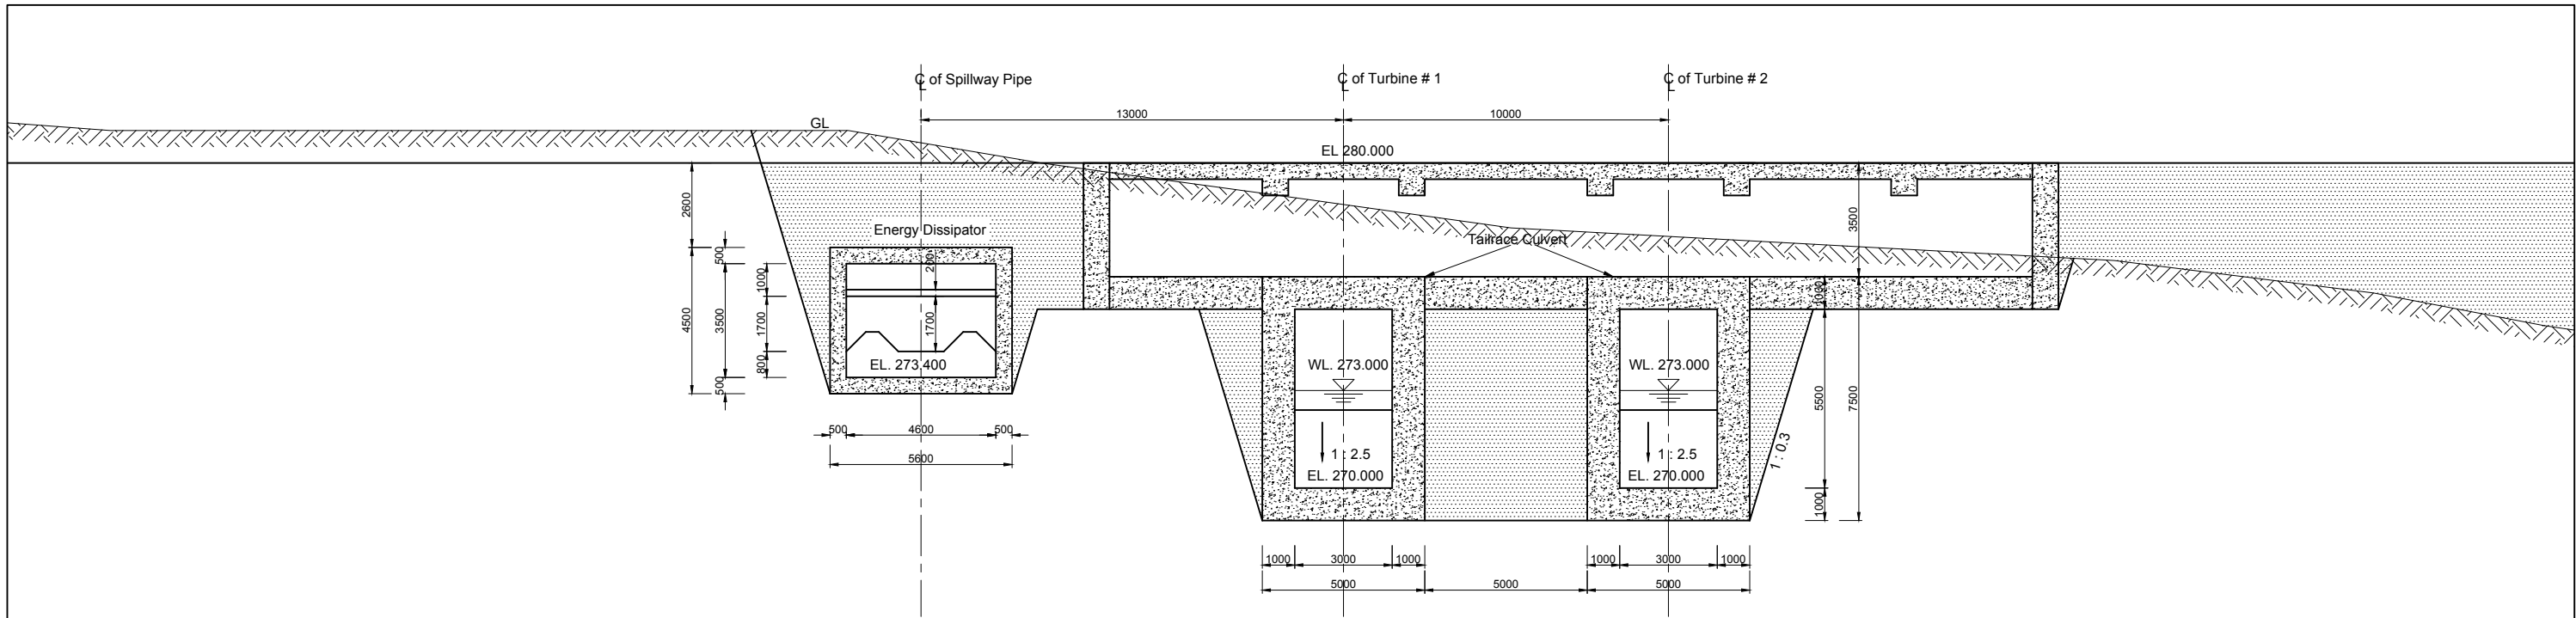 ℄ of Spillway Pipe
℄ of Turbine # 1
℄ of Turbine # 2
13000
10000
GL
EL 280.000
2600
500
4500
3500
1000
1700
800
500
Energy Dissipator
200
1700
EL. 273.400
500
4600
500
5600
Tailrace Culvert
3500
1000
5500
7500
1000
WL. 273.000
WL. 273.000
1 : 2.5
1 : 2.5
EL. 270.000
EL. 270.000
1 : 0.3
1000
3000
1000
1000
3000
1000
5000
5000
5000